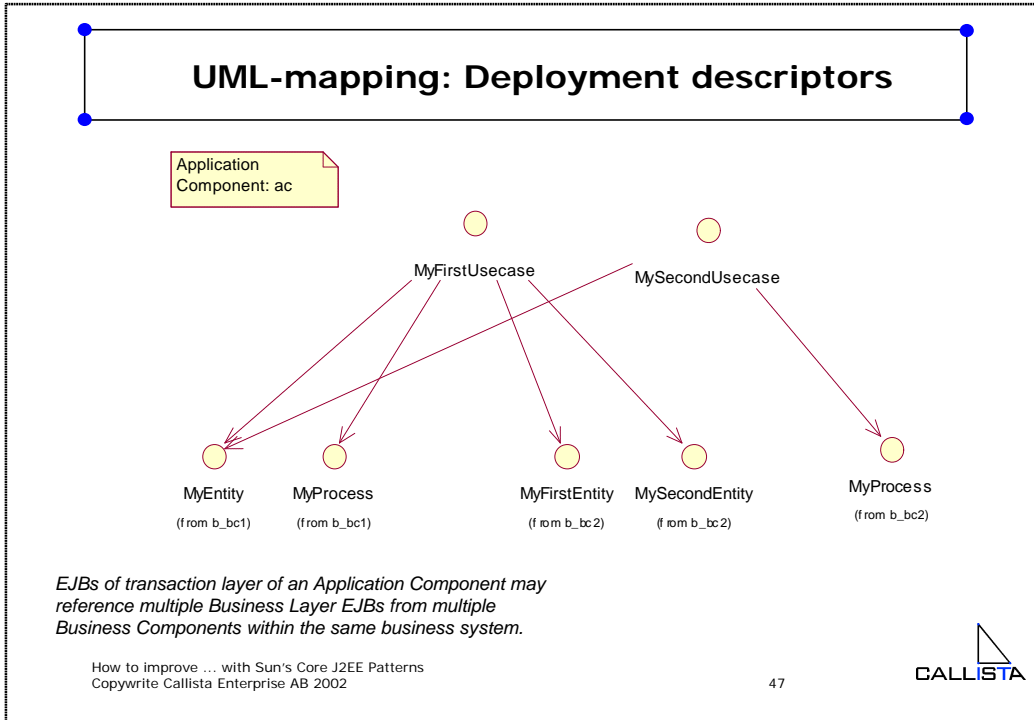 UML-mapping: Deployment descriptors
Application
Component: ac
MyFirstUsecase
MySecondUsecase
MyEntity
(from b_bc1)
MyProcess
(from b_bc1)
MyFirstEntity
(from b_bc2)
MySecondEntity
(from b_bc2)
MyProcess
(from b_bc2)
EJBs of transaction layer of an Application Component may
reference multiple Business Layer EJBs from multiple
Business Components within the same business system.
How to improve ... with Sun's Core J2EE Patterns
Copywrite Callista Enterprise AB 2002
47
CALLISTA